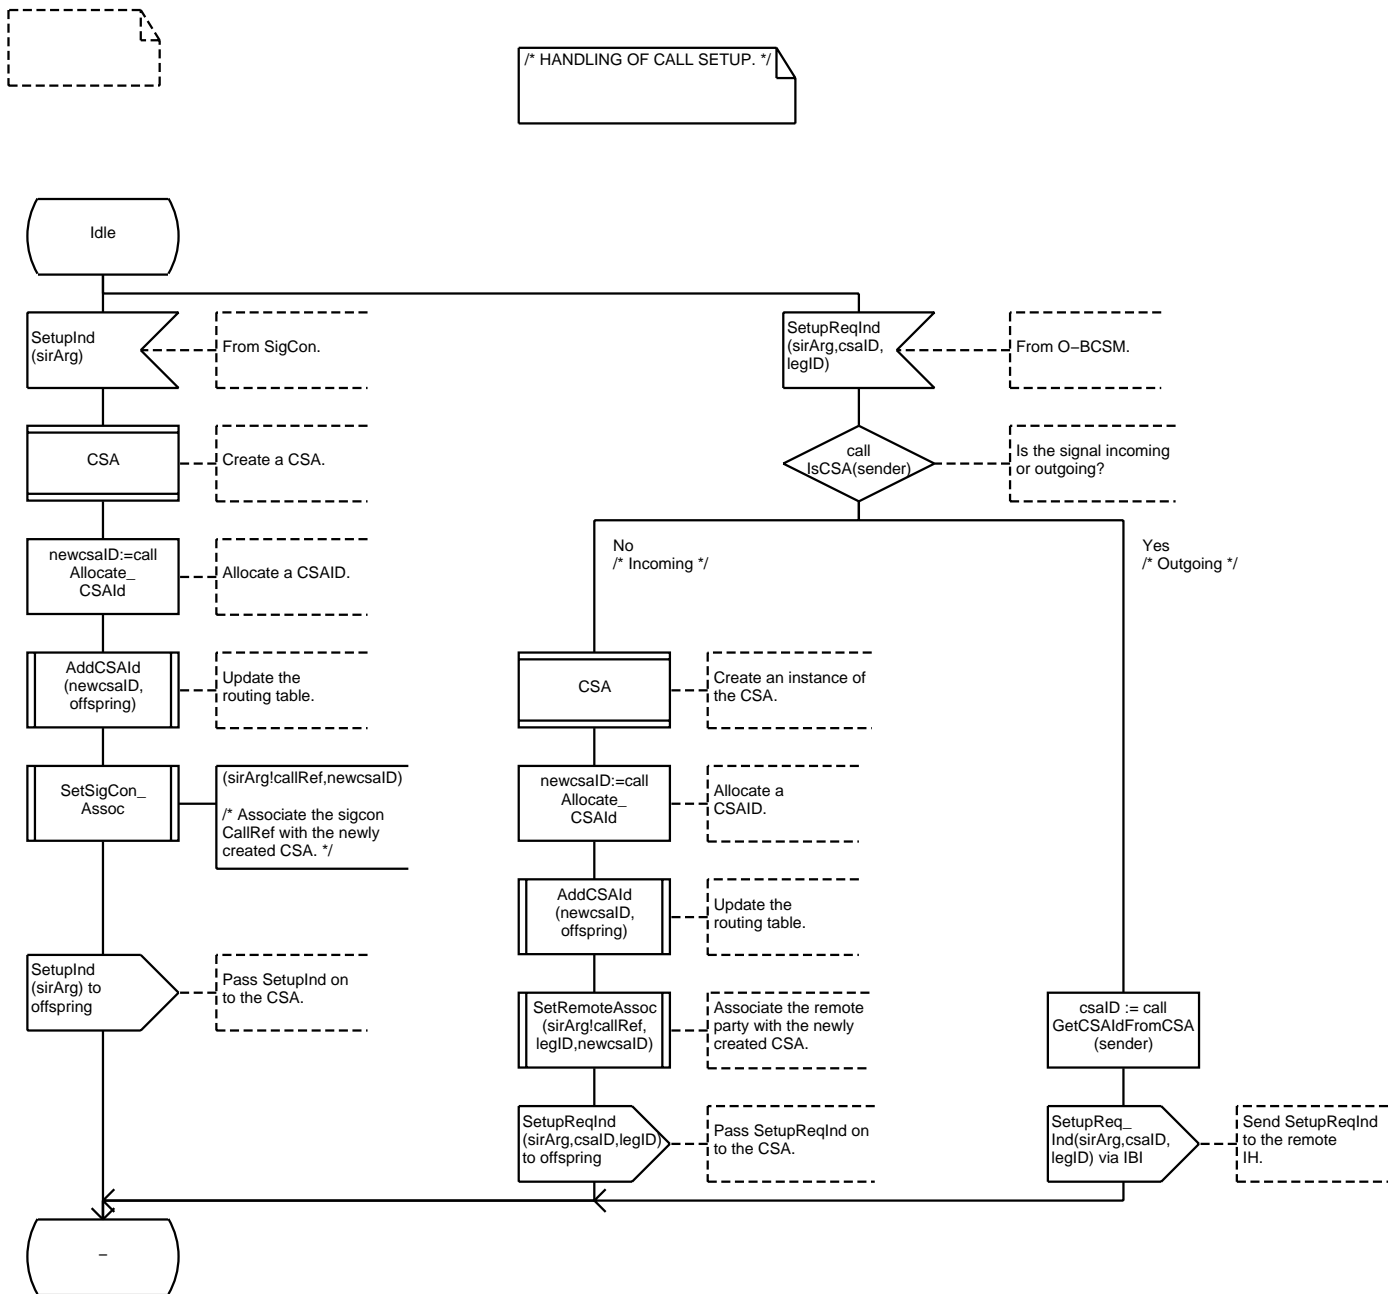 /* HANDLING OF CALL SETUP. */
Idle
SetupInd
(sirArg)
From SigCon.
SetupReqInd
(sirArg,csaID,
legID)
From O–BCSM.
CSA
Create a CSA.
call
IsCSA(sender)
Is the signal incoming
or outgoing?
newcsaID:=call
Allocate_
CSAId
Allocate a CSAID.
No
/* Incoming */
Yes
/* Outgoing */
AddCSAId
(newcsaID,
offspring)
Update the
routing table.
CSA
Create an instance of
the CSA.
SetSigCon_
Assoc
(sirArg!callRef,newcsaID)
/* Associate the sigcon
CallRef with the newly
created CSA. */
newcsaID:=call
Allocate_
CSAId
Allocate a
CSAID.
AddCSAId
(newcsaID,
offspring)
Update the
routing table.
SetupInd
(sirArg) to
offspring
Pass SetupInd on
to the CSA.
SetRemoteAssoc
(sirArg!callRef,
legID,newcsaID)
Associate the remote
party with the newly
created CSA.
csaID := call
GetCSAIdFromCSA
(sender)
SetupReqInd
(sirArg,csaID,legID)
to offspring
Pass SetupReqInd on
to the CSA.
SetupReq_
Ind(sirArg,csaID,
legID) via IBI
Send SetupReqInd
to the remote
IH.
–